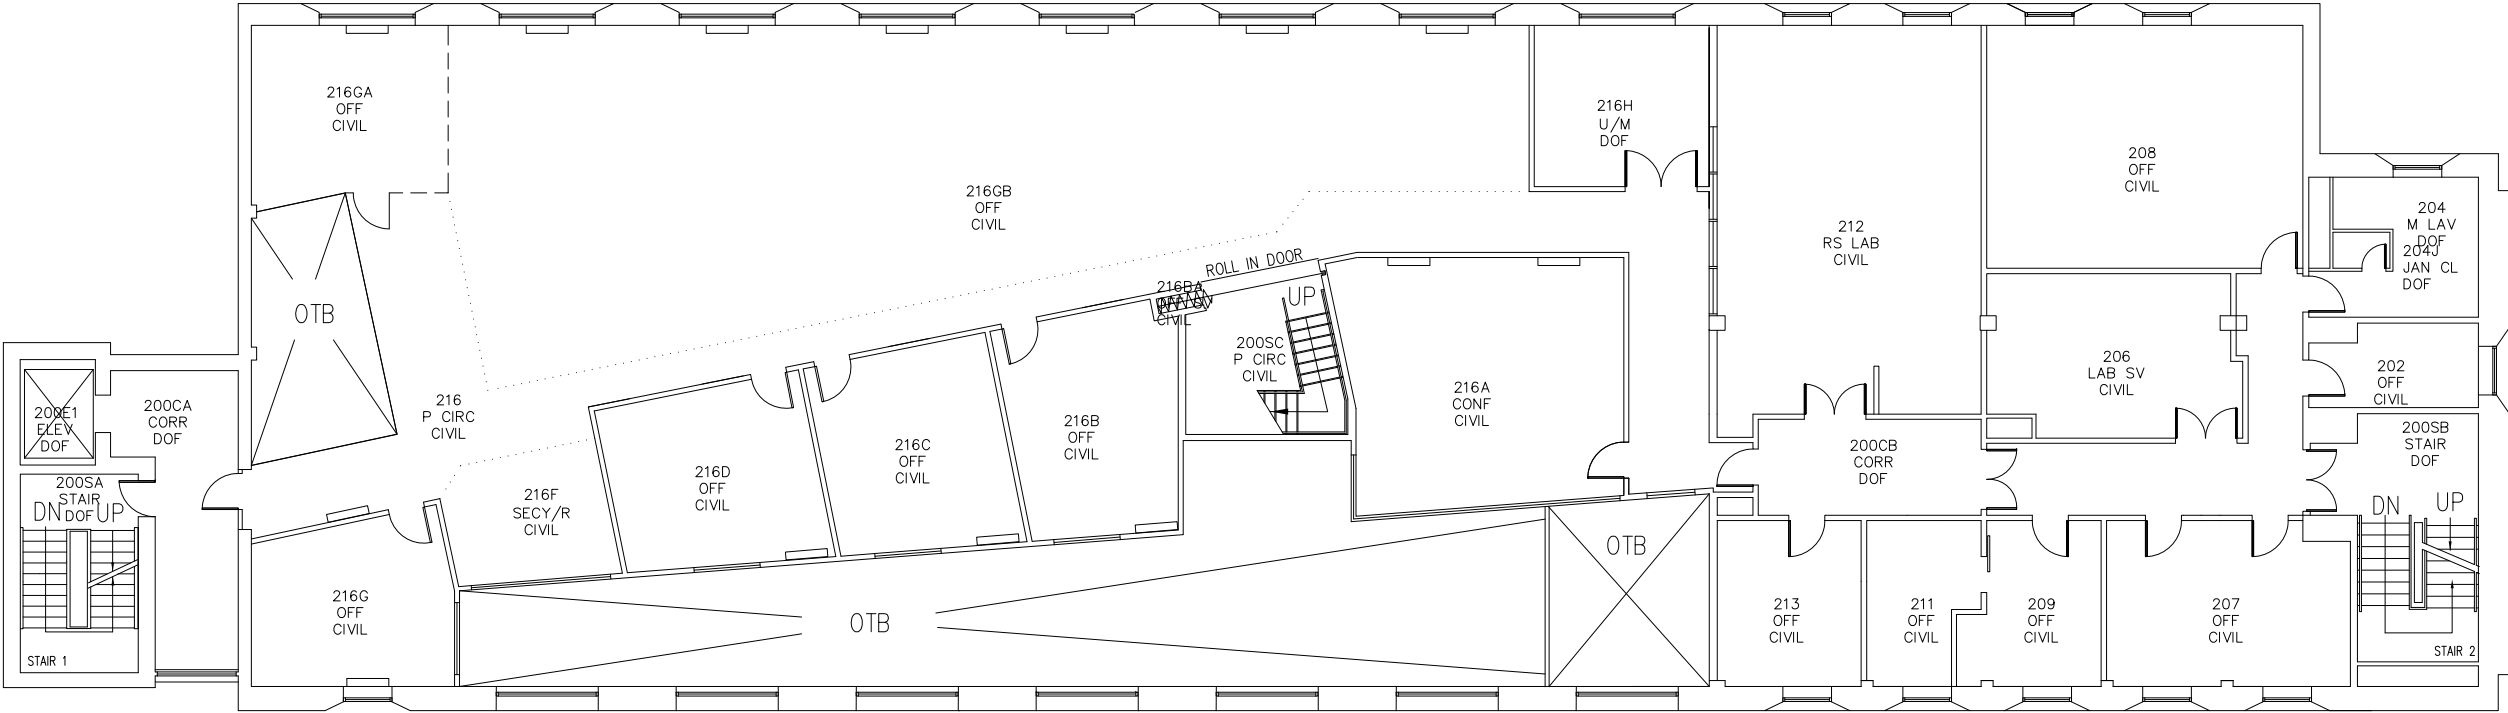 216GA
OFF
CIVIL
216H
U/M
DOF
208
OFF
CIVIL
216GB
OFF
CIVIL
212
RS LAB
CIVIL
204
M LAV
DOF
204J
JAN CL
DOF
ROLL IN DOOR
216BA
CIVIL
UP
OTB
200SC
P CIRC
CIVIL
206
LAB SV
CIVIL
202
OFF
CIVIL
200E1
ELEV
DOF
200CA
CORR
DOF
216
P CIRC
CIVIL
216A
CONF
CIVIL
216B
OFF
CIVIL
216C
OFF
CIVIL
200CB
CORR
DOF
200SB
STAIR
DOF
216D
OFF
CIVIL
216F
SECY/R
CIVIL
200SA
STAIR
DOF
DN
UP
DN
UP
OTB
216G
OFF
CIVIL
OTB
213
OFF
CIVIL
211
OFF
CIVIL
209
OFF
CIVIL
207
OFF
CIVIL
STAIR 1
STAIR 2